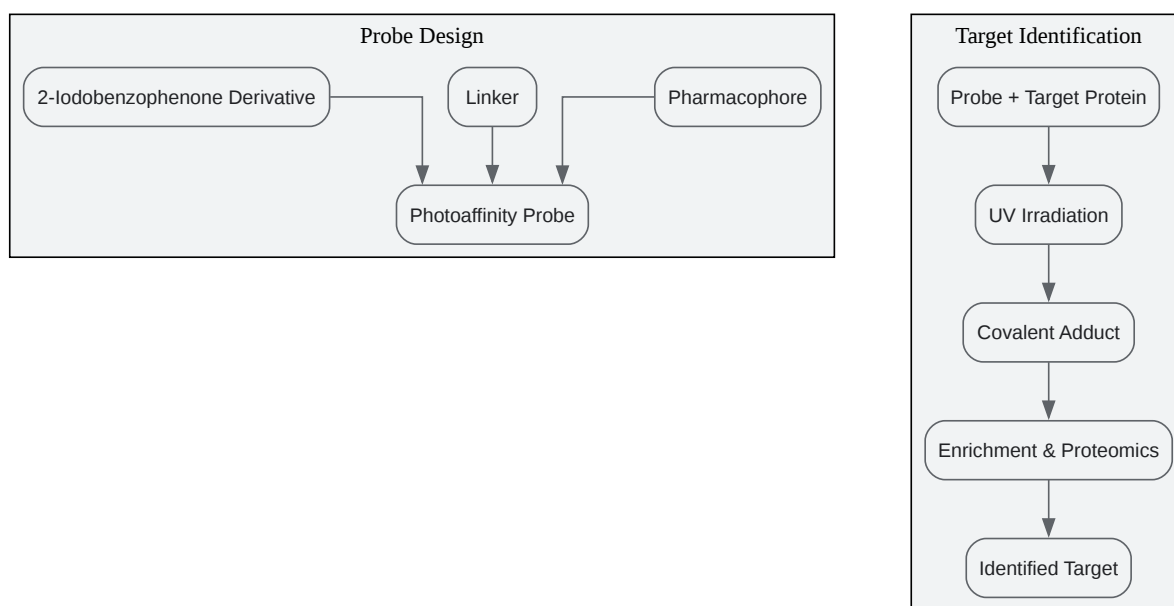 Probe Design
2-Iodobenzophenone Derivative
Linker
Pharmacophore
Photoaffinity Probe
Target Identification
Probe + Target Protein
UV Irradiation
Covalent Adduct
Enrichment & Proteomics
Identified Target